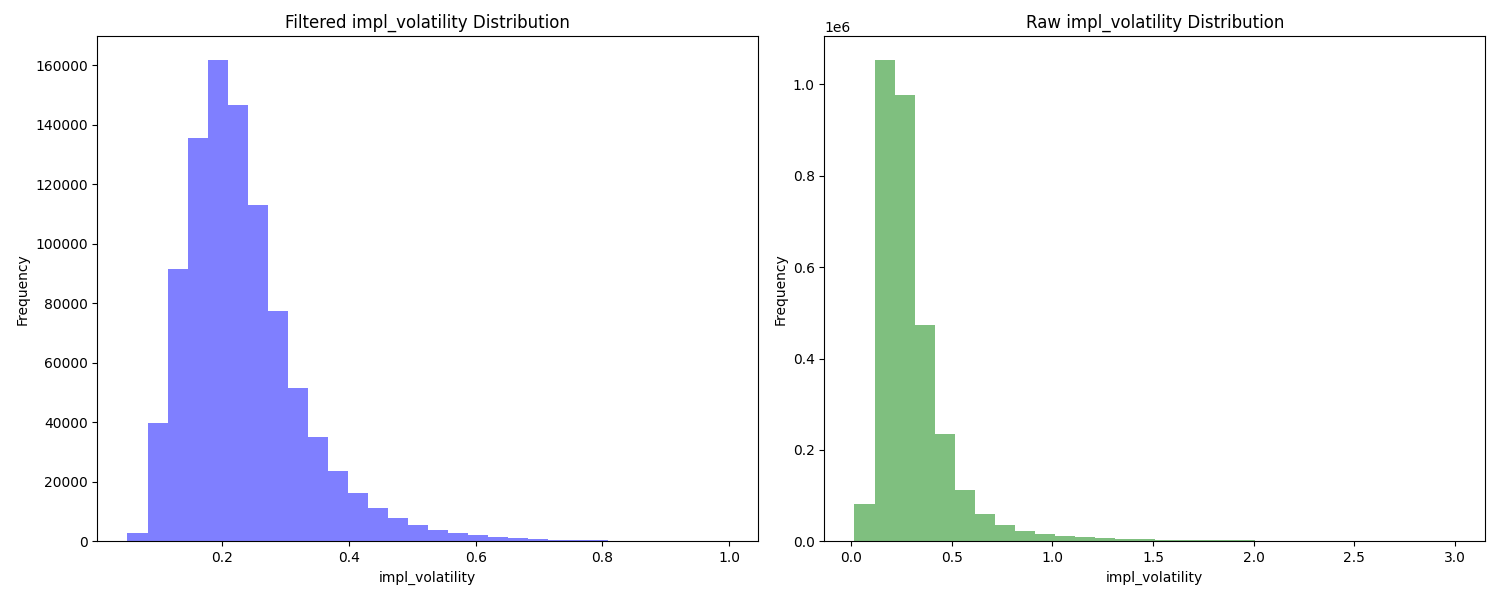 Filtered impl_volatility Distribution
Frequency
160000
140000
120000
100000
80000
60000
40000
20000
0
0.2 0.4 0.6 0.8 1.0
impl_volatility
Raw impl_volatility Distribution
1e6
Frequency
1.0
0.8
0.6
0.4
0.2
0.0
0.0 0.5 1.0 1.5 2.0 2.5 3.0
impl_volatility